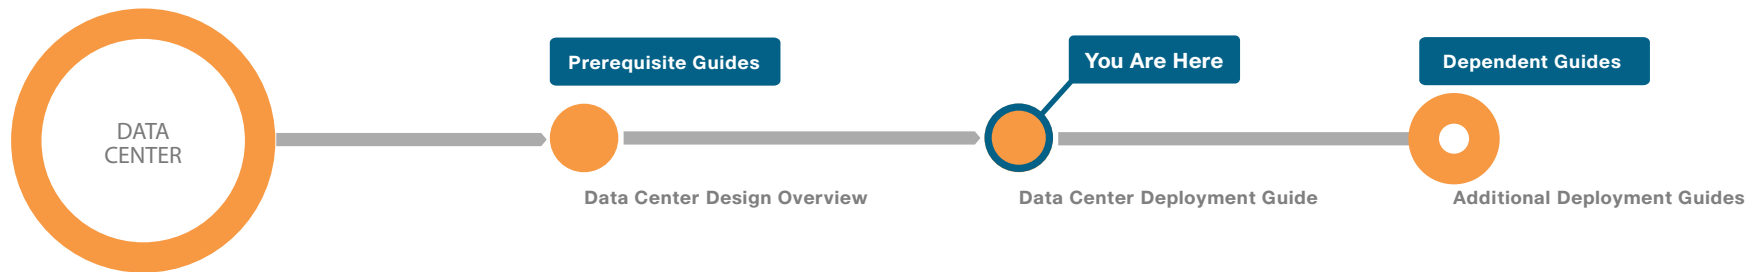 DATA
CENTER
Prerequisite Guides
Data Center Design Overview
You Are Here
Data Center Deployment Guide
Dependent Guides
Additional Deployment Guides